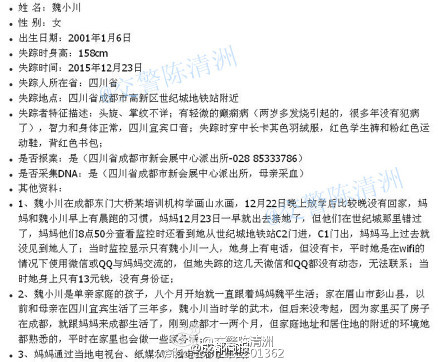 姓 名：魏小川
性 别：女
出生日期：2001年1月6日
失踪时身高：158cm
失踪时间：2015年12月23日
失踪人所在省：四川省
失踪地点：四川省成都市高新区世纪城地铁站附近
失踪者特征描述：头旋、掌纹不详；有轻微的癫痫病（两岁多发烧引起的，很多年没有犯病
了），智力和身体正常，四川宜宾口音；失踪时穿中长卡其色羽绒服，红色学生裤和粉红色运
动鞋，背红色书包；
是否报案：是（四川省成都市新会展中心派出所-028 85333786）
是否采集DNA：是（四川省成都市新会展中心派出所，母亲采血）
其他资料：
1、魏小川在成都东门大桥某培训机构学画山水画，12月22日晚上放学后比较晚没有回家，妈
妈和魏小川早上有晨跑的习惯，妈妈12月23日一早就出去接她了，但他们在世纪城那里错过
了，妈妈他们8点50分查看监控时还看到她从世纪城地铁站C2门进，C1门出，妈妈马上过去就
没见到她人了；当时监控显示只有魏小川一人，她身上有电话，但没有卡，平时她是在wifi的
情况下使用微信或QQ与妈妈交流的，但她失踪的这几天微信和QQ都没有动态，无法联系；当
时她身上只有13元钱，没有身份证；
2、魏小川是单亲家庭的孩子，八个月开始就一直跟着妈妈魏平生活；家在眉山市彭山县，以
前和母亲在四川宜宾生活了三年多，魏小川当时学的武术，但后来没考起，因为家里买了房子
在成都，就跟妈妈来成都生活了，刚到成都才一两个月，但家庭地址和居住地的附近的环境她
都熟悉的，平时在家里也会做一些家务；
3、妈妈通过当地电视台、纸媒
@交警陈清洲
@交警陈清洲